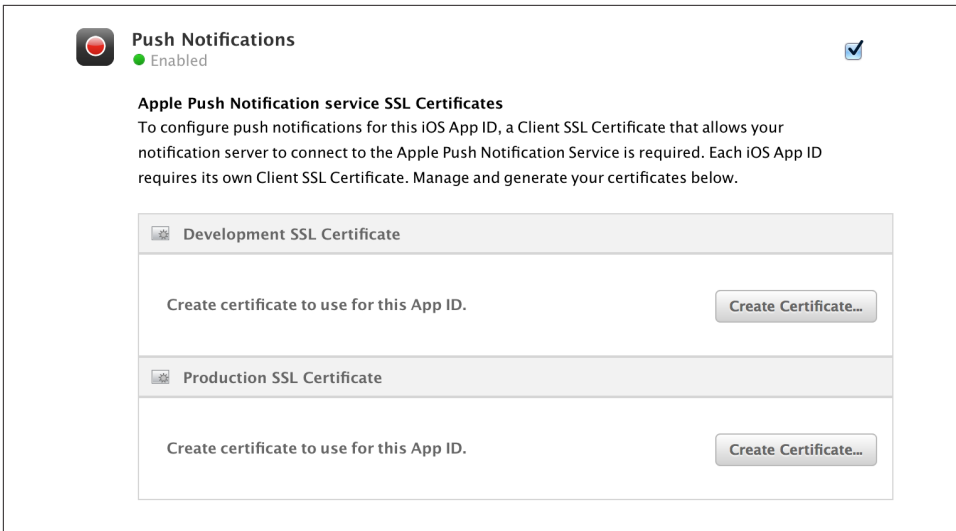 Push Notifications
Enabled
Apple Push Notification service SSL Certificates
To configure push notifications for this iOS App ID, a Client SSL Certificate that allows your
notification server to connect to the Apple Push Notification Service is required. Each iOS App ID
requires its own Client SSL Certificate. Manage and generate your certificates below.
Development SSL Certificate
Create certificate to use for this App ID.
Create Certificate...
Production SSL Certificate
Create certificate to use for this App ID.
Create Certificate...